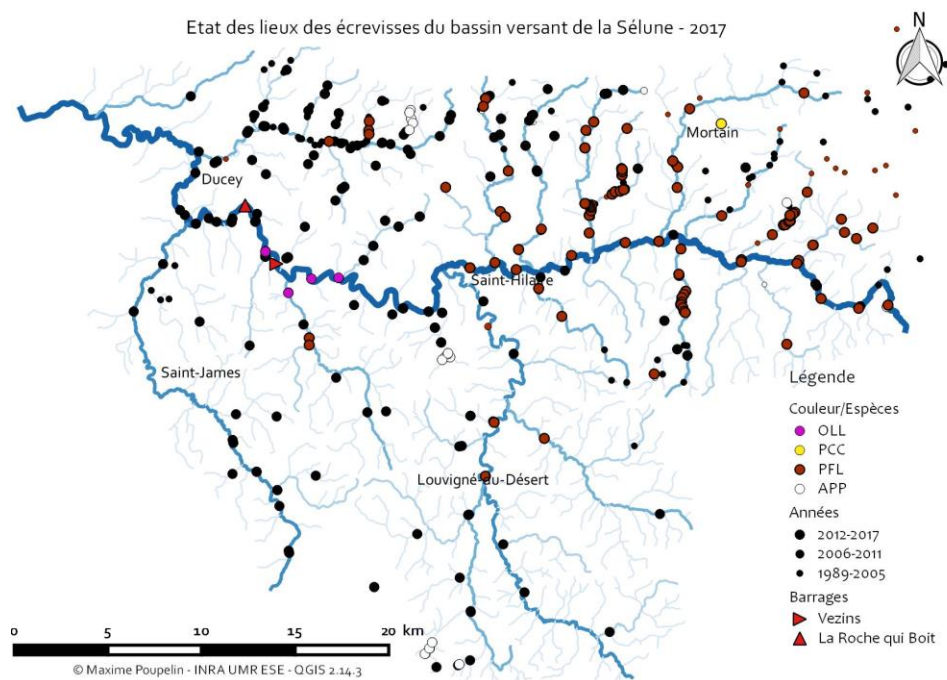 Etat des lieux des écrevisses du bassin versant de la Sélune - 2017
N
Mortain
Ducey
Saint-Hilaire
Saint-James
Louvigné-du-Désert
Légende
Couleur/Espèces
OLL
PCC
PFL
APP
Années
2012-2017
2006-2011
1989-2005
Barrages
Vezins
La Roche qui Boit
0 5 10 15 20 km
© Maxime Poupelin - INRA UMR ESE - QGIS 2.14.3